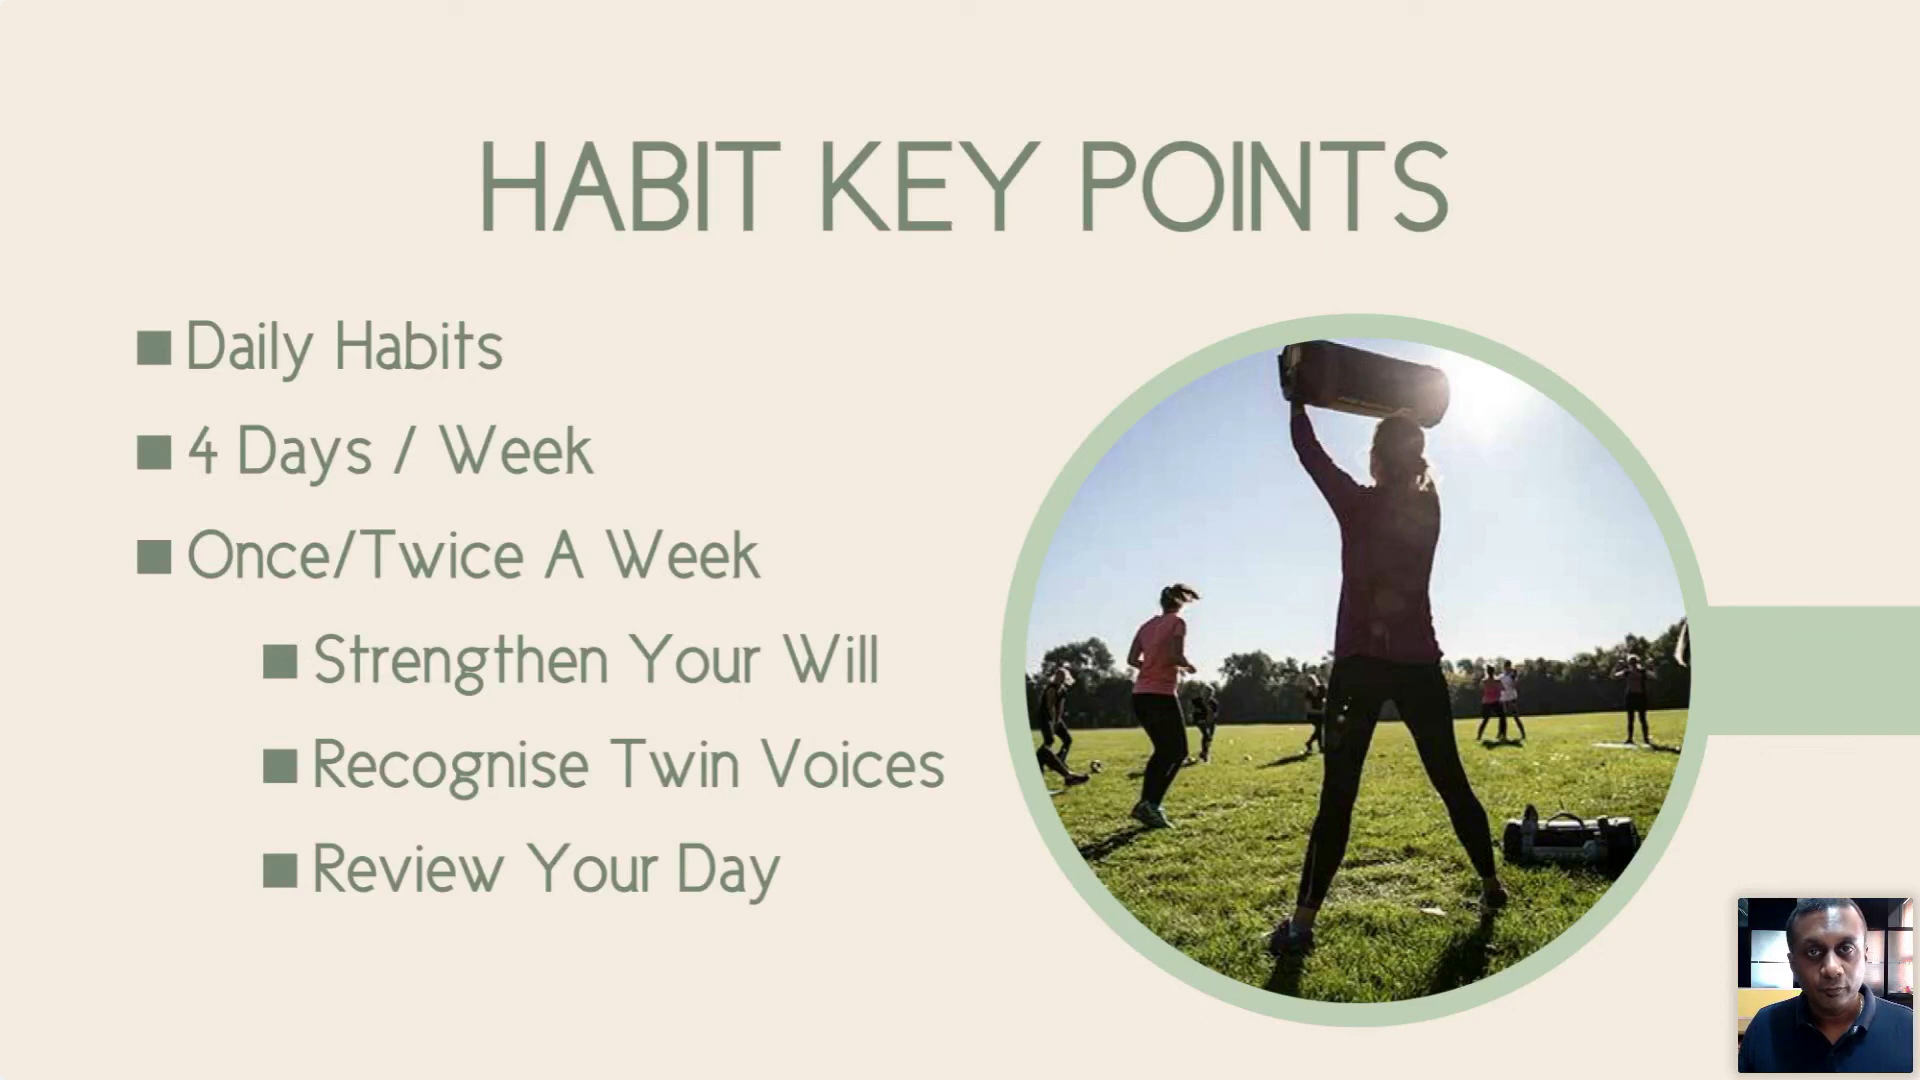 HABIT KEY POINTS
Daily Habits
4 Days / Week
Once/Twice A Week
Strengthen Your Will
Recognise Twin Voices
Review Your Day